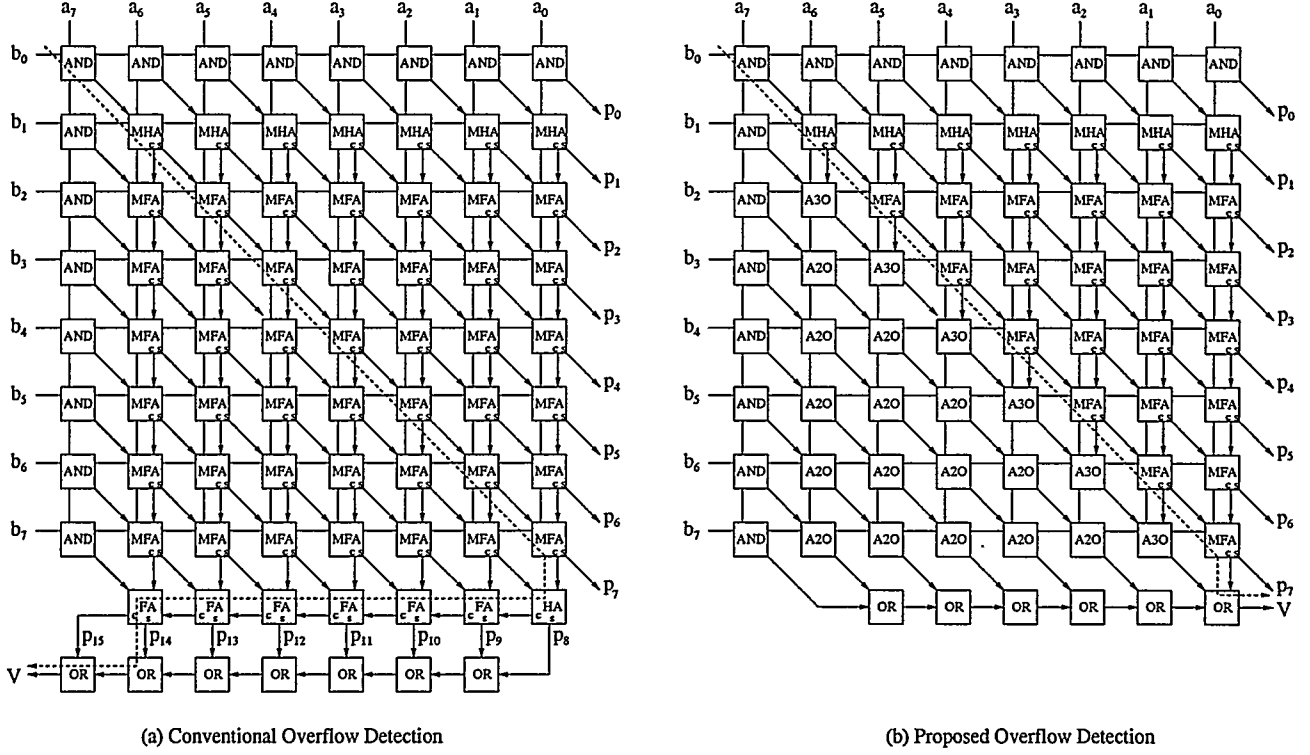 a7 a6 a5 a4 a3 a2 a1 a0
b0 AND AND AND AND AND AND AND AND
p0
b1 AND MHA MHA MHA MHA MHA MHA MHA
c s c s c s c s c s c s c s
p1
b2 AND MFA MFA MFA MFA MFA MFA MFA
c s c s c s c s c s c s c s
p2
b3 AND MFA MFA MFA MFA MFA MFA MFA
c s c s c s c s c s c s c s
p3
b4 AND MFA MFA MFA MFA MFA MFA MFA
c s c s c s c s c s c s c s
p4
b5 AND MFA MFA MFA MFA MFA MFA MFA
c s c s c s c s c s c s c s
p5
b6 AND MFA MFA MFA MFA MFA MFA MFA
c s c s c s c s c s c s c s
p6
b7 AND MFA MFA MFA MFA MFA MFA MFA
c s c s c s c s c s c s c s
p7
FA FA FA FA FA FA HA
c s c s c s c s c s c s c s
p15 p14 p13 p12 p11 p10 p9 p8
V OR OR OR OR OR OR OR
(a) Conventional Overflow Detection
a7 a6 a5 a4 a3 a2 a1 a0
b0 AND AND AND AND AND AND AND AND
p0
b1 AND MHA MHA MHA MHA MHA MHA MHA
c s c s c s c s c s c s c s
p1
b2 AND A3O MFA MFA MFA MFA MFA MFA
c s c s c s c s c s c s
p2
b3 AND A2O A3O MFA MFA MFA MFA MFA
c s c s c s c s c s
p3
b4 AND A2O A2O A3O MFA MFA MFA MFA
c s c s c s c s
p4
b5 AND A2O A2O A2O A3O MFA MFA MFA
c s c s c s
p5
b6 AND A2O A2O A2O A2O A3O MFA MFA
c s c s
p6
b7 AND A2O A2O A2O A2O A2O A3O MFA
c s
p7
OR OR OR OR OR OR V
(b) Proposed Overflow Detection